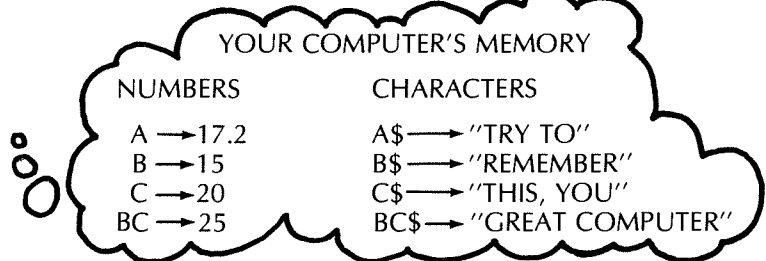 YOUR COMPUTER'S MEMORY
NUMBERS CHARACTERS
A → 17.2 A$ → "TRY TO"
B → 15 B$ → "REMEMBER"
C → 20 C$ → "THIS, YOU"
BC → 25 BC$ → "GREAT COMPUTER"